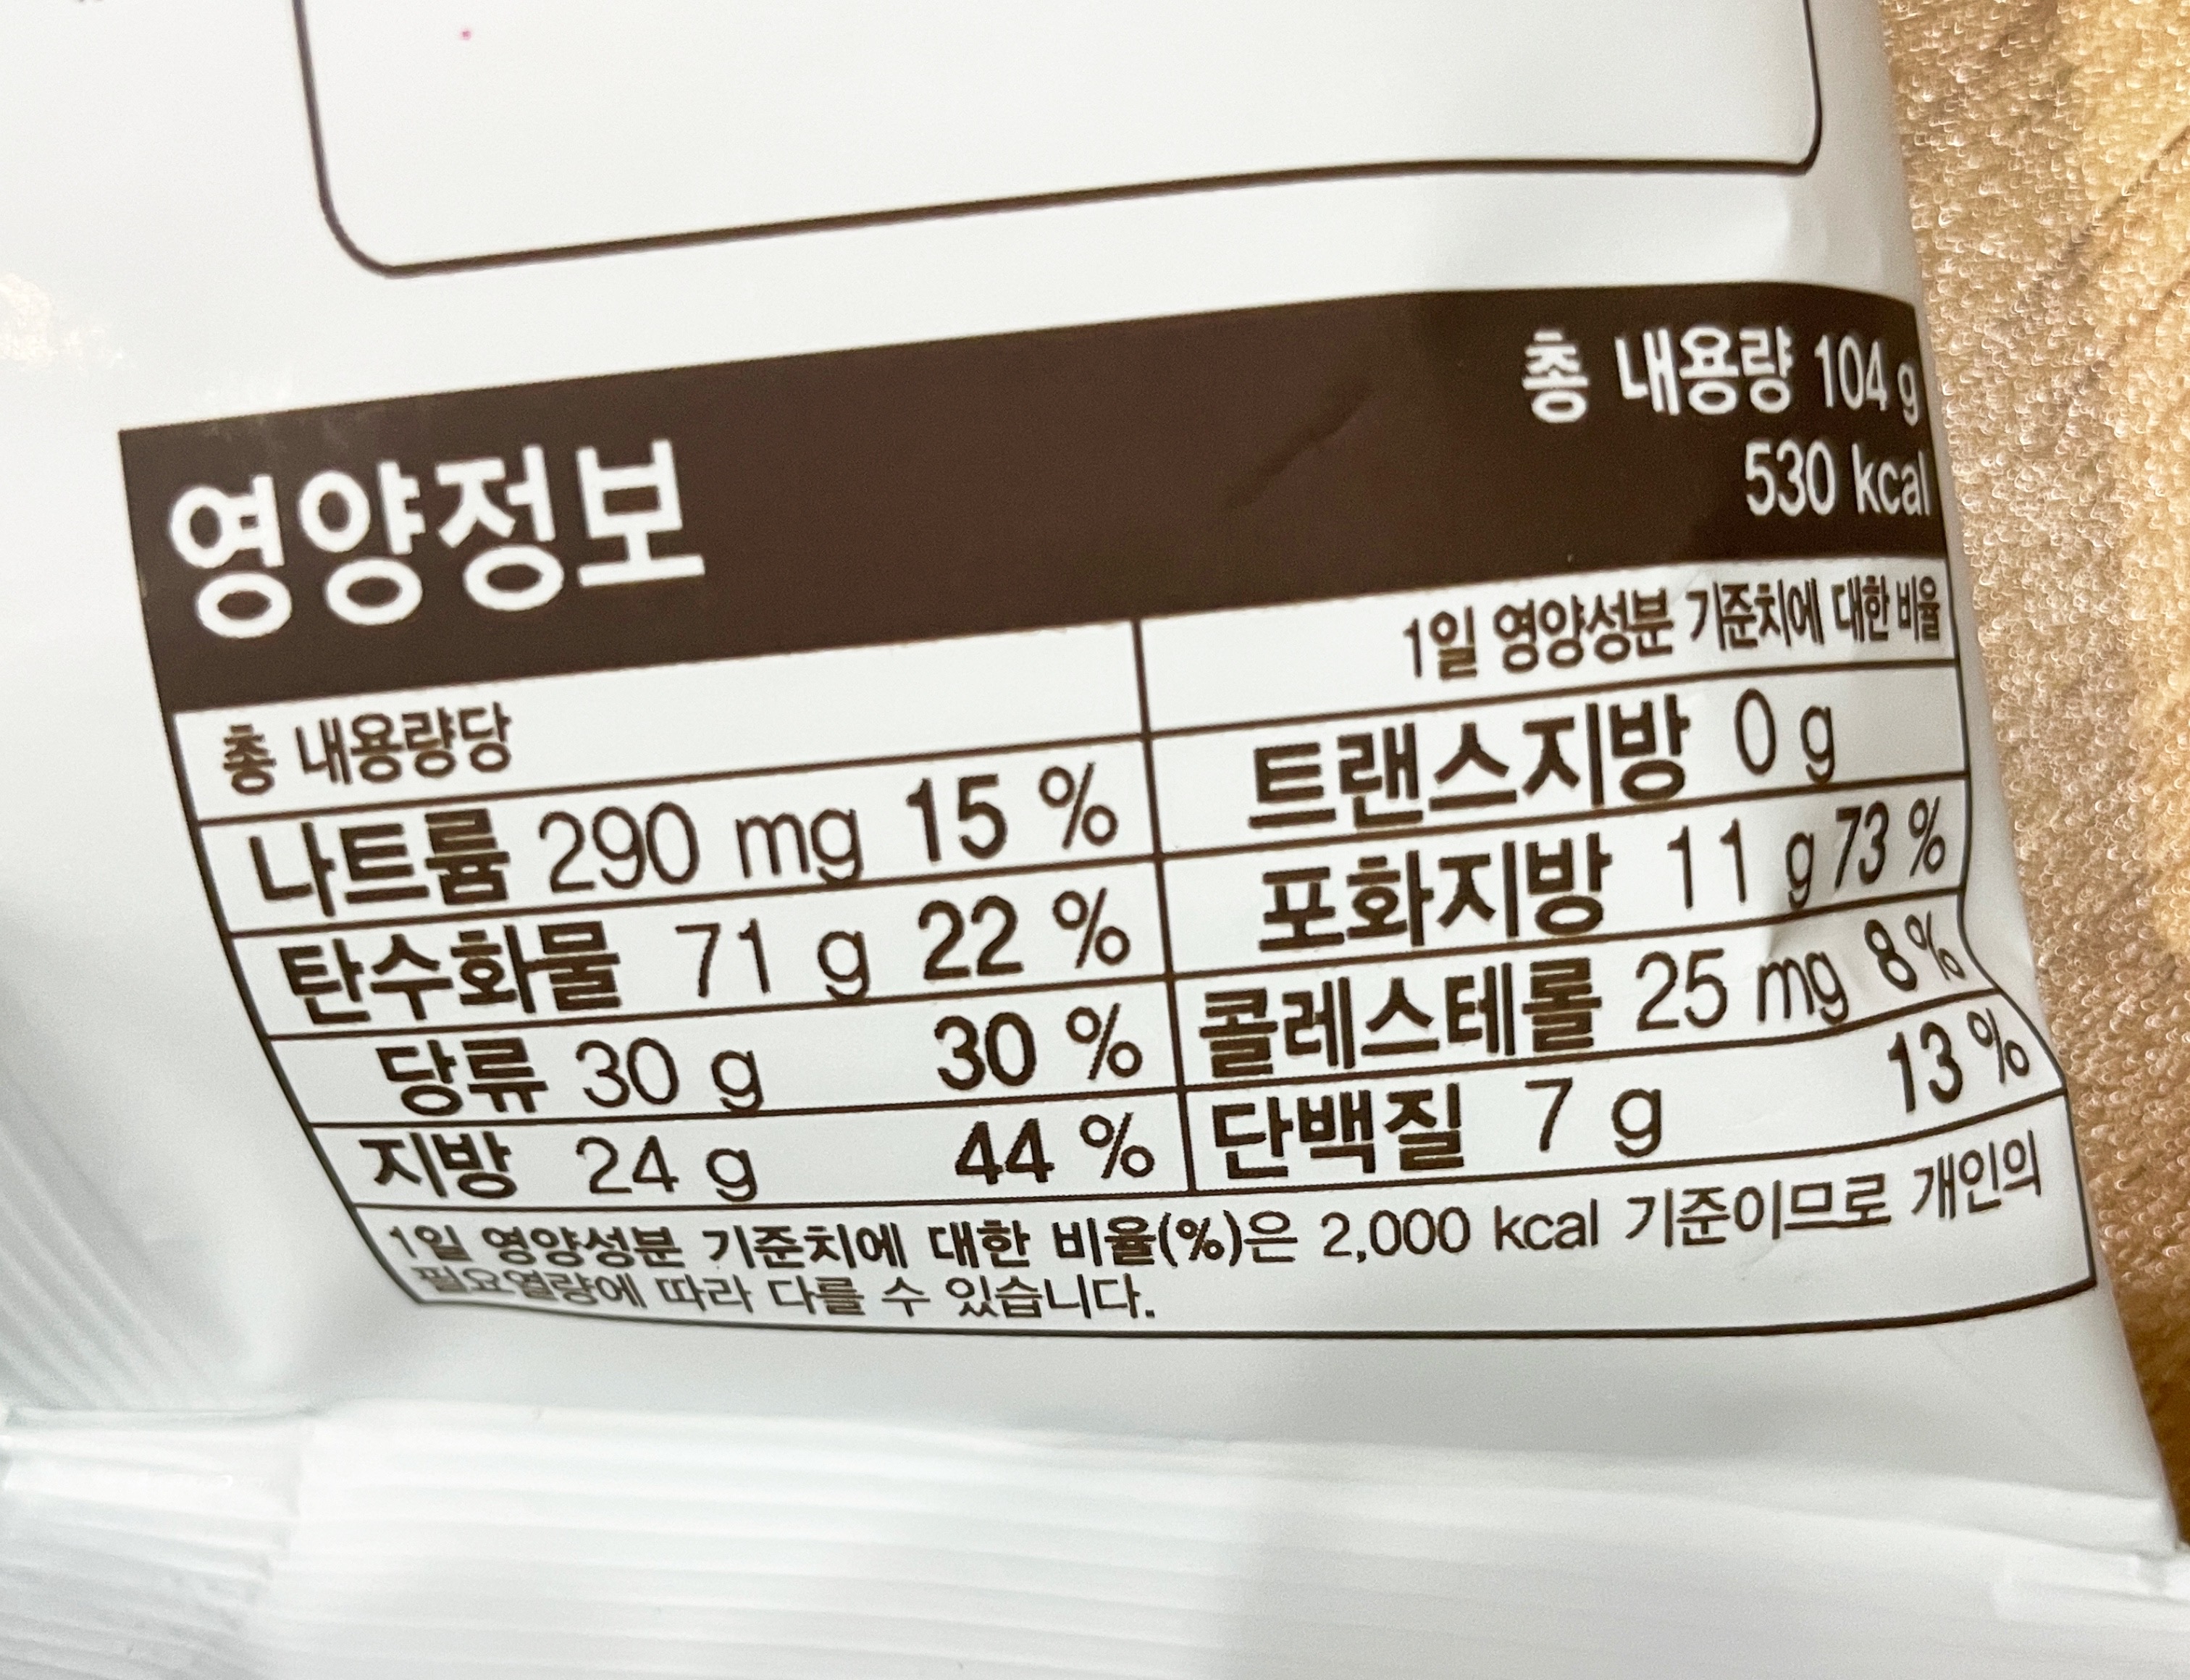 총 내용량 104 g
영양정보 530 kcal
총 내용량당 1일 영양성분 기준치에 대한 비율
나트륨 290 mg 15 % 트랜스지방 0 g
탄수화물 71 g 22 % 포화지방 11 g 73 %
당류 30 g 30 % 콜레스테롤 25 mg 8 %
지방 24 g 44 % 단백질 7 g 13 %
1일 영양성분 기준치에 대한 비율(%)은 2,000 kcal 기준이므로 개인의
필요열량에 따라 다를 수 있습니다.